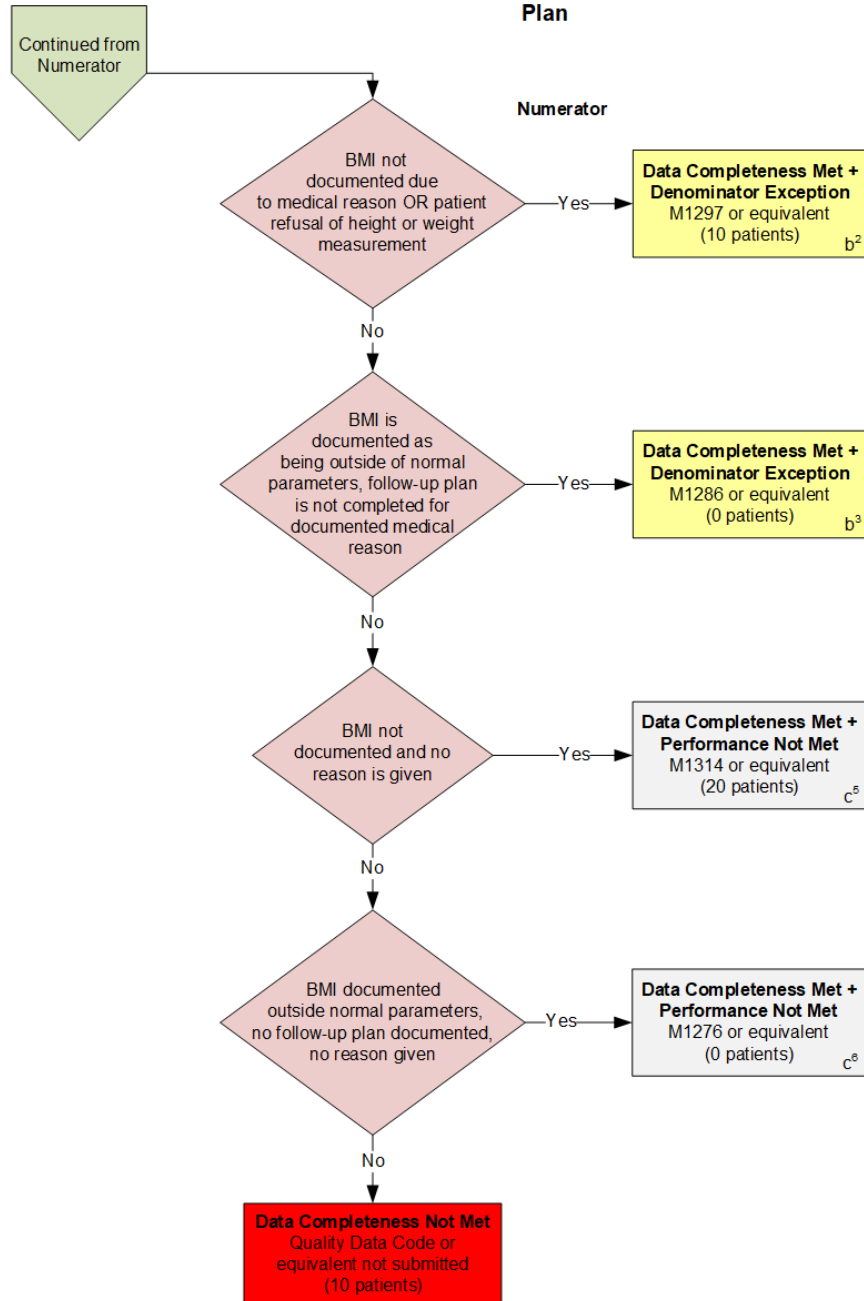 Plan
Continued from
Numerator
Numerator
BMI not
documented due
to medical reason OR patient
refusal of height or weight
measurement
Yes
Data Completeness Met +
Denominator Exception
M1297 or equivalent
(10 patients)
b²
No
BMI is
documented as
being outside of normal
parameters, follow-up plan
is not completed for
documented medical
reason
Yes
Data Completeness Met +
Denominator Exception
M1286 or equivalent
(0 patients)
b³
No
BMI not
documented and no
reason is given
Yes
Data Completeness Met +
Performance Not Met
M1314 or equivalent
(20 patients)
c⁵
No
BMI documented
outside normal parameters,
no follow-up plan documented,
no reason given
Yes
Data Completeness Met +
Performance Not Met
M1276 or equivalent
(0 patients)
c⁶
No
Data Completeness Not Met
Quality Data Code or
equivalent not submitted
(10 patients)